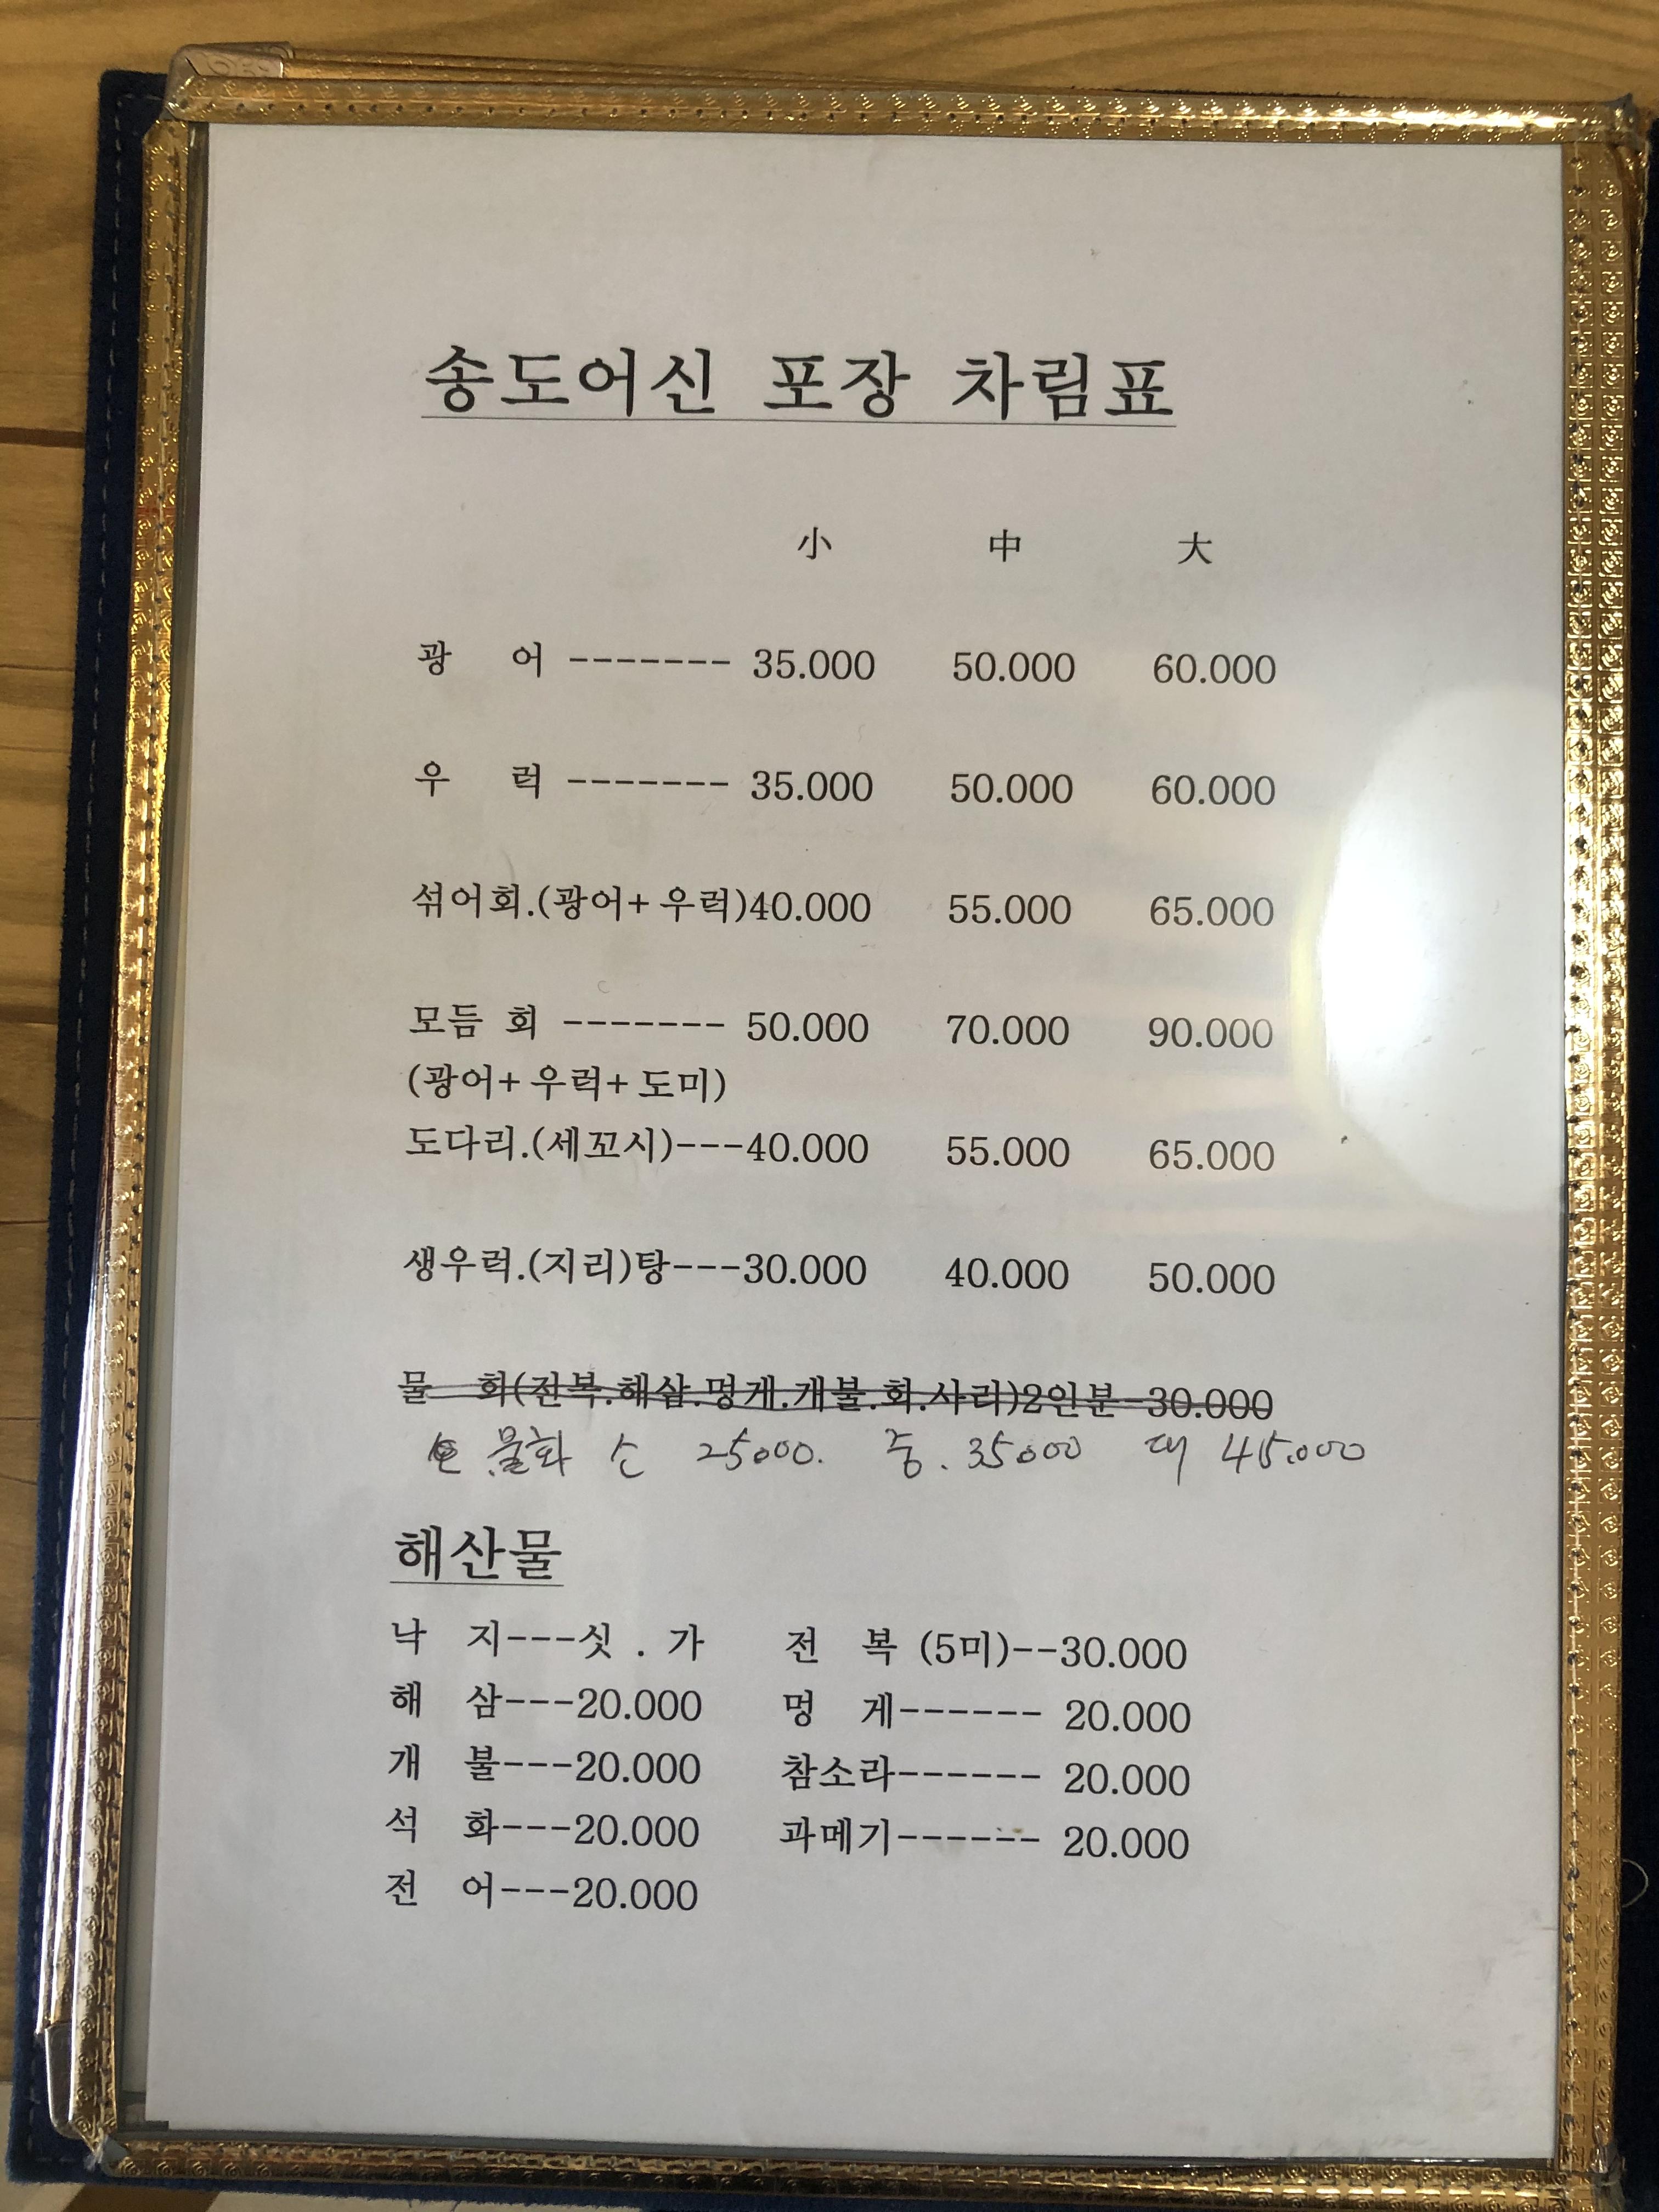 송도어신 포장 차림표
小 中 大
광 어 ------- 35.000 50.000 60.000
우 럭 ------- 35.000 50.000 60.000
섞어회.(광어+우럭)40.000 55.000 65.000
모듬 회 ------- 50.000 70.000 90.000
(광어+우럭+도미)
도다리.(세꼬시)---40.000 55.000 65.000
생우럭.(지리)탕---30.000 40.000 50.000
물 회(전복.해삼.멍게.개불.회.사리)2인분-30.000
물회 소 25000. 중. 35000 대 45.000
해산물
낙 지---싯 . 가 전 복 (5미)--30.000
해 삼---20.000 멍 게------ 20.000
개 불---20.000 참소라------ 20.000
석 화---20.000 과메기------ 20.000
전 어---20.000